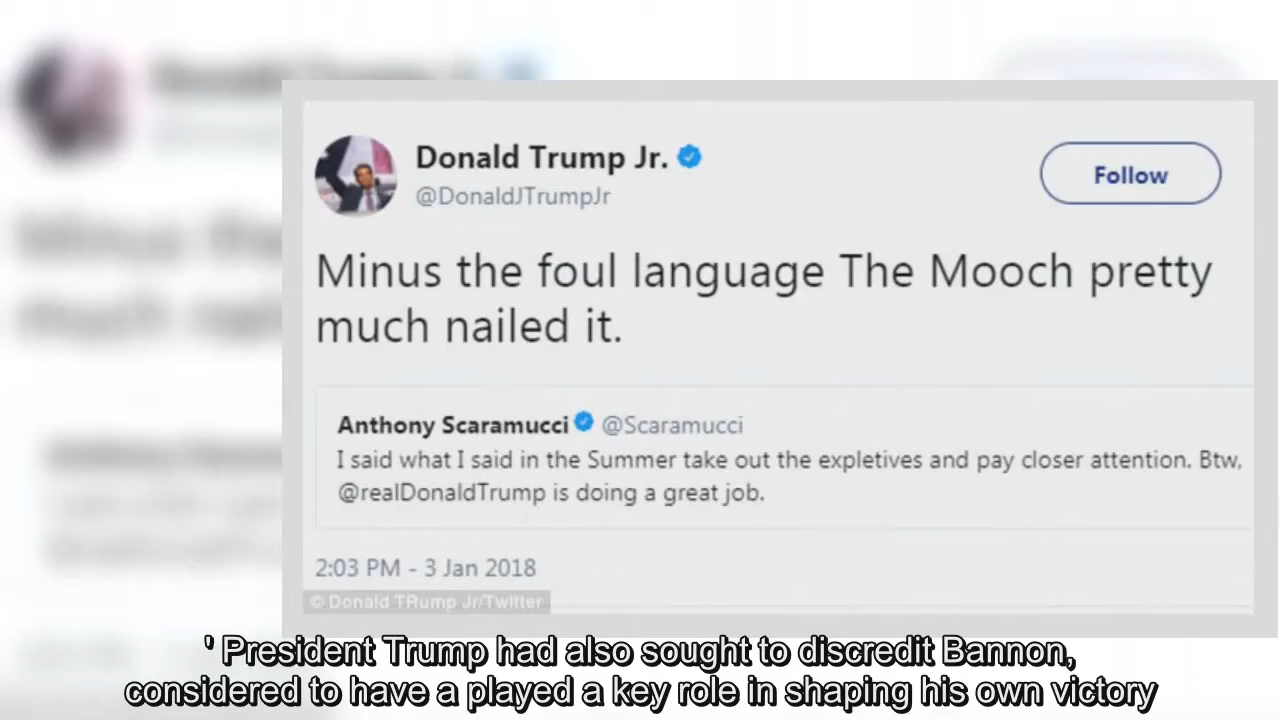 Donald Trump Jr.
@DonaldJTrumpJr
Follow
Minus the foul language The Mooch pretty
much nailed it.
Anthony Scaramucci @Scaramucci
I said what I said in the Summer take out the expletives and pay closer attention. Btw,
@realDonaldTrump is doing a great job.
2:03 PM - 3 Jan 2018
© Donald TRump Jr/Twitter
' President Trump had also sought to discredit Bannon,
considered to have a played a key role in shaping his own victory